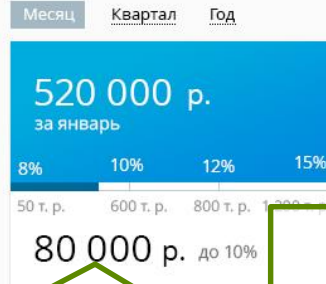 Месяц Квартал Год
520 000 р.
за январь
8% 10% 12% 15%
50 т. р. 600 т. р. 800 т. р.
80 000 р. до 10%